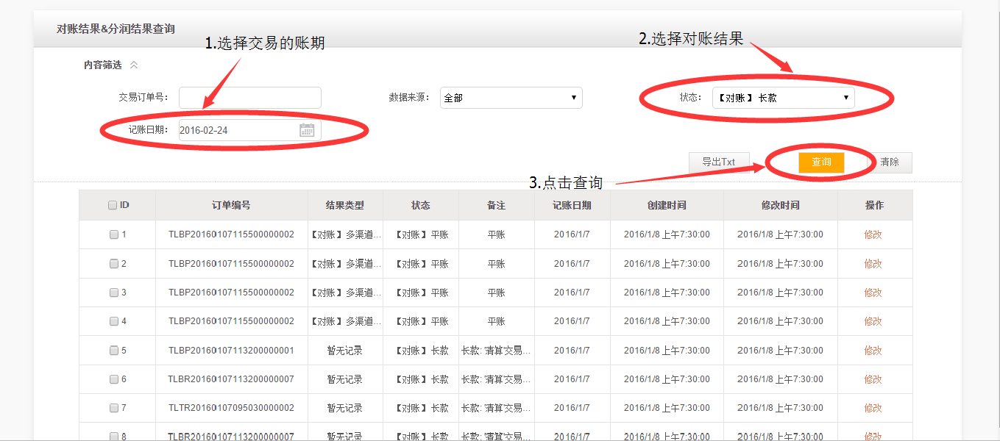 对账结果&分润结果查询
1.选择交易的账期
2.选择对账结果
内容筛选
交易订单号： 数据来源： 全部 状态： 【对账】长款
记账日期： 2016-02-24
导出Txt 查询 清除
3.点击查询
ID 订单编号 结果类型 状态 备注 记账日期 创建时间 修改时间 操作
1 TLBP20160107115500000002 【对账】多渠道... 【对账】平账 平账 2016/1/7 2016/1/8 上午7:30:00 2016/1/8 上午7:30:00 修改
2 TLBP20160107115500000002 【对账】多渠道... 【对账】平账 平账 2016/1/7 2016/1/8 上午7:30:00 2016/1/8 上午7:30:00 修改
3 TLBP20160107115500000002 【对账】多渠道... 【对账】平账 平账 2016/1/7 2016/1/8 上午7:30:00 2016/1/8 上午7:30:00 修改
4 TLBP20160107115500000002 【对账】多渠道... 【对账】平账 平账 2016/1/7 2016/1/8 上午7:30:00 2016/1/8 上午7:30:00 修改
5 TLBP20160107113200000001 暂无记录 【对账】长款 长款: '清算'交易... 2016/1/7 2016/1/8 上午7:30:00 2016/1/8 上午7:30:00 修改
6 TLBR20160107113200000007 暂无记录 【对账】长款 长款: '清算'交易... 2016/1/7 2016/1/8 上午7:30:00 2016/1/8 上午7:30:00 修改
7 TLTR20160107095030000002 暂无记录 【对账】长款 长款: '清算'交易... 2016/1/7 2016/1/8 上午7:30:00 2016/1/8 上午7:30:00 修改
8 TLBR20160107113200000007 暂无记录 【对账】长款 长款: '清算'交易... 2016/1/7 2016/1/8 上午7:30:00 2016/1/8 上午7:30:00 修改